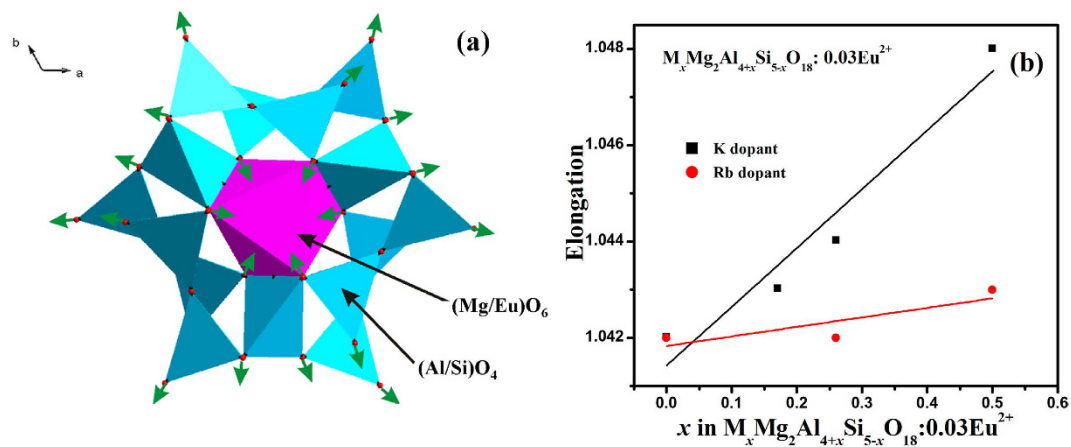 (a)
b
a
(Mg/Eu)O₆
(Al/Si)O₄
(b)
MₓMg₂Al₄₊ₓSi₅₋ₓO₁₈: 0.03Eu²⁺
K dopant
Rb dopant
Elongation
1.048
1.046
1.044
1.042
0.0 0.1 0.2 0.3 0.4 0.5 0.6
x in MₓMg₂Al₄₊ₓSi₅₋ₓO₁₈:0.03Eu²⁺